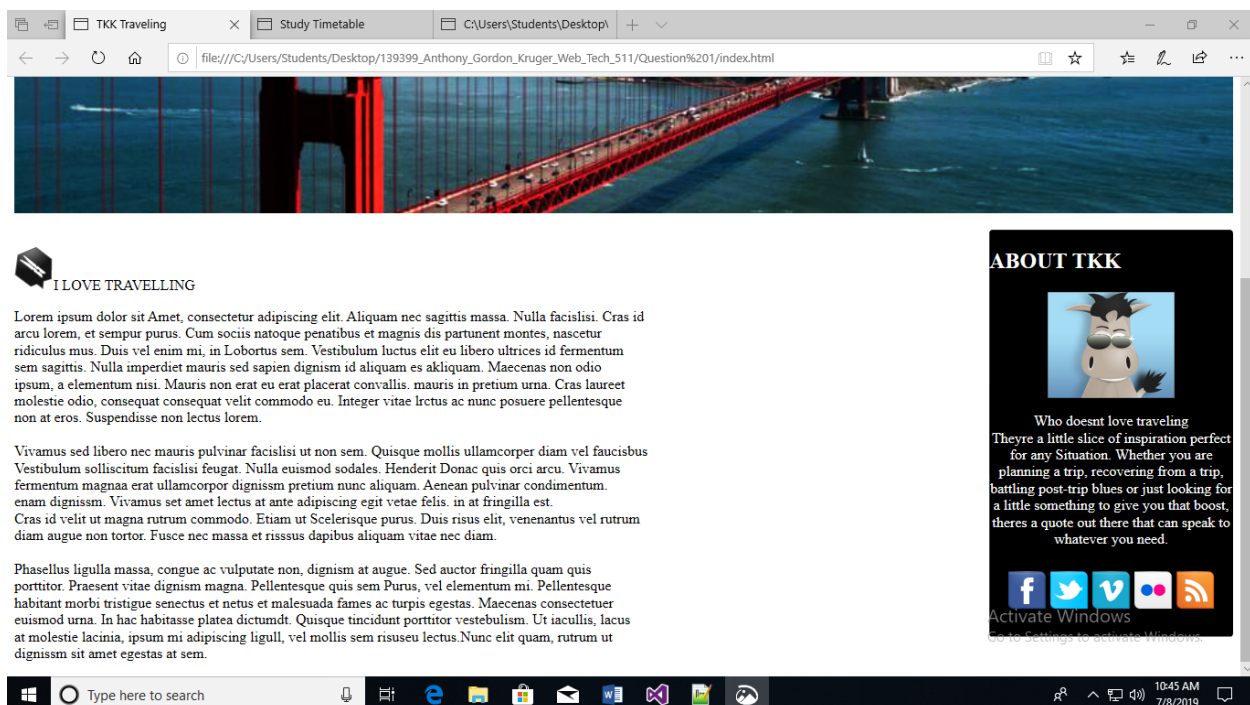 TKK Traveling
Study Timetable
C:\Users\Students\Desktop\
file:///C:/Users/Students/Desktop/139399_Anthony_Gordon_Kruger_Web_Tech_511/Question%201/index.html
I LOVE TRAVELLING
Lorem ipsum dolor sit Amet, consectetur adipiscing elit. Aliquam nec sagittis massa. Nulla facislisi. Cras id
arcu lorem, et sempur purus. Cum sociis natoque penatibus et magnis dis partunent montes, nascetur
ridiculus mus. Duis vel enim mi, in Lobortus sem. Vestibulum luctus elit eu libero ultrices id fermentum
sem sagittis. Nulla imperdiet mauris sed sapien dignism id aliquam es akliquam. Maecenas non odio
ipsum, a elementum nisi. Mauris non erat eu erat placerat convallis. mauris in pretium urna. Cras laureet
molestie odio, consequat consequat velit commodo eu. Integer vitae lrctus ac nunc posuere pellentesque
non at eros. Suspendisse non lectus lorem.
Vivamus sed libero nec mauris pulvinar facislisi ut non sem. Quisque mollis ullamcorper diam vel faucisbus
Vestibulum solliscitum facislisi feugat. Nulla euismod sodales. Henderit Donac quis orci arcu. Vivamus
fermentum magnaa erat ullamcorpor dignissm pretium nunc aliquam. Aenean pulvinar condimentum.
enam dignissm. Vivamus set amet lectus at ante adipiscing egit vetae felis. in at fringilla est.
Cras id velit ut magna rutrum commodo. Etiam ut Scelerisque purus. Duis risus elit, venenantus vel rutrum
diam augue non tortor. Fusce nec massa et risssus dapibus aliquam vitae nec diam.
Phasellus ligulla massa, congue ac vulputate non, dignism at augue. Sed auctor fringilla quam quis
porttitor. Praesent vitae dignism magna. Pellentesque quis sem Purus, vel elementum mi. Pellentesque
habitant morbi tristigue senectus et netus et malesuada fames ac turpis egestas. Maecenas consectetuer
euismod urna. In hac habitasse platea dictumdt. Quisque tincidunt porttitor vestebulism. Ut iacullis, lacus
at molestie lacinia, ipsum mi adipiscing ligull, vel mollis sem risuseu lectus.Nunc elit quam, rutrum ut
dignissm sit amet egestas at sem.
ABOUT TKK
Who doesnt love traveling
Theyre a little slice of inspiration perfect
for any Situation. Whether you are
planning a trip, recovering from a trip,
battling post-trip blues or just looking for
a little something to give you that boost,
theres a quote out there that can speak to
whatever you need.
Activate Windows
Go to Settings to activate Windows.
Type here to search
10:45 AM
7/8/2019